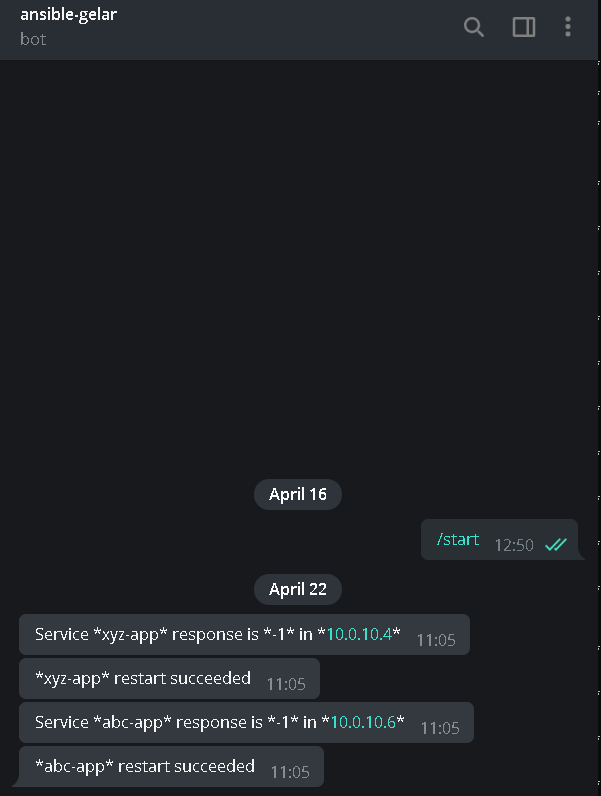 ansible-gelar
bot
April 16
/start 12:50
April 22
Service *xyz-app* response is *-1* in *10.0.10.4* 11:05
*xyz-app* restart succeeded 11:05
Service *abc-app* response is *-1* in *10.0.10.6* 11:05
*abc-app* restart succeeded 11:05